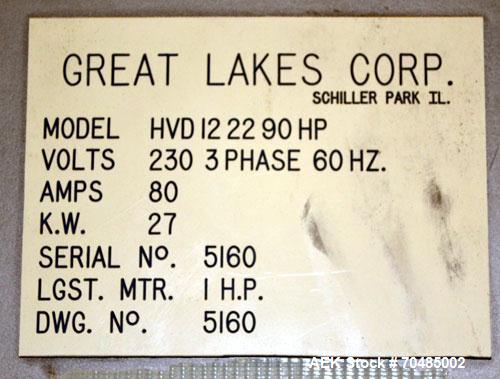 GREAT LAKES CORP.
SCHILLER PARK IL.
MODEL HVD 12 22 90 HP
VOLTS 230 3 PHASE 60 HZ.
AMPS 80
K.W. 27
SERIAL No. 5160
LGST. MTR. 1 H.P.
DWG. No. 5160
AEK Stock # 70485002